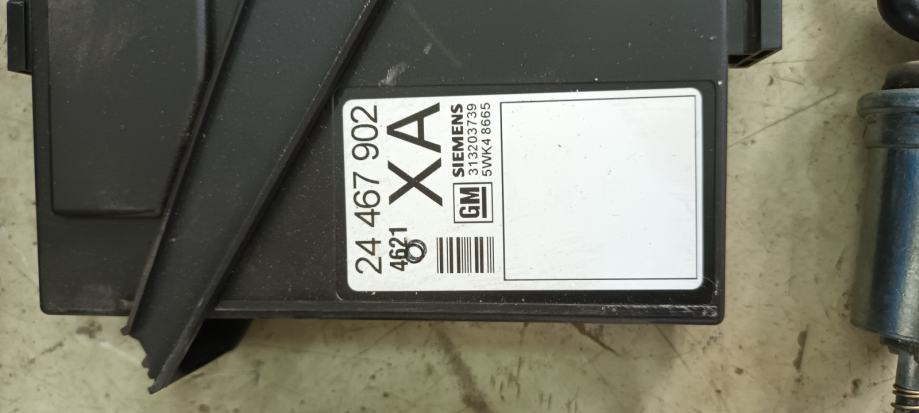 24 467 902
4621
XA
GM
SIEMENS
313203739
5WK4 8665